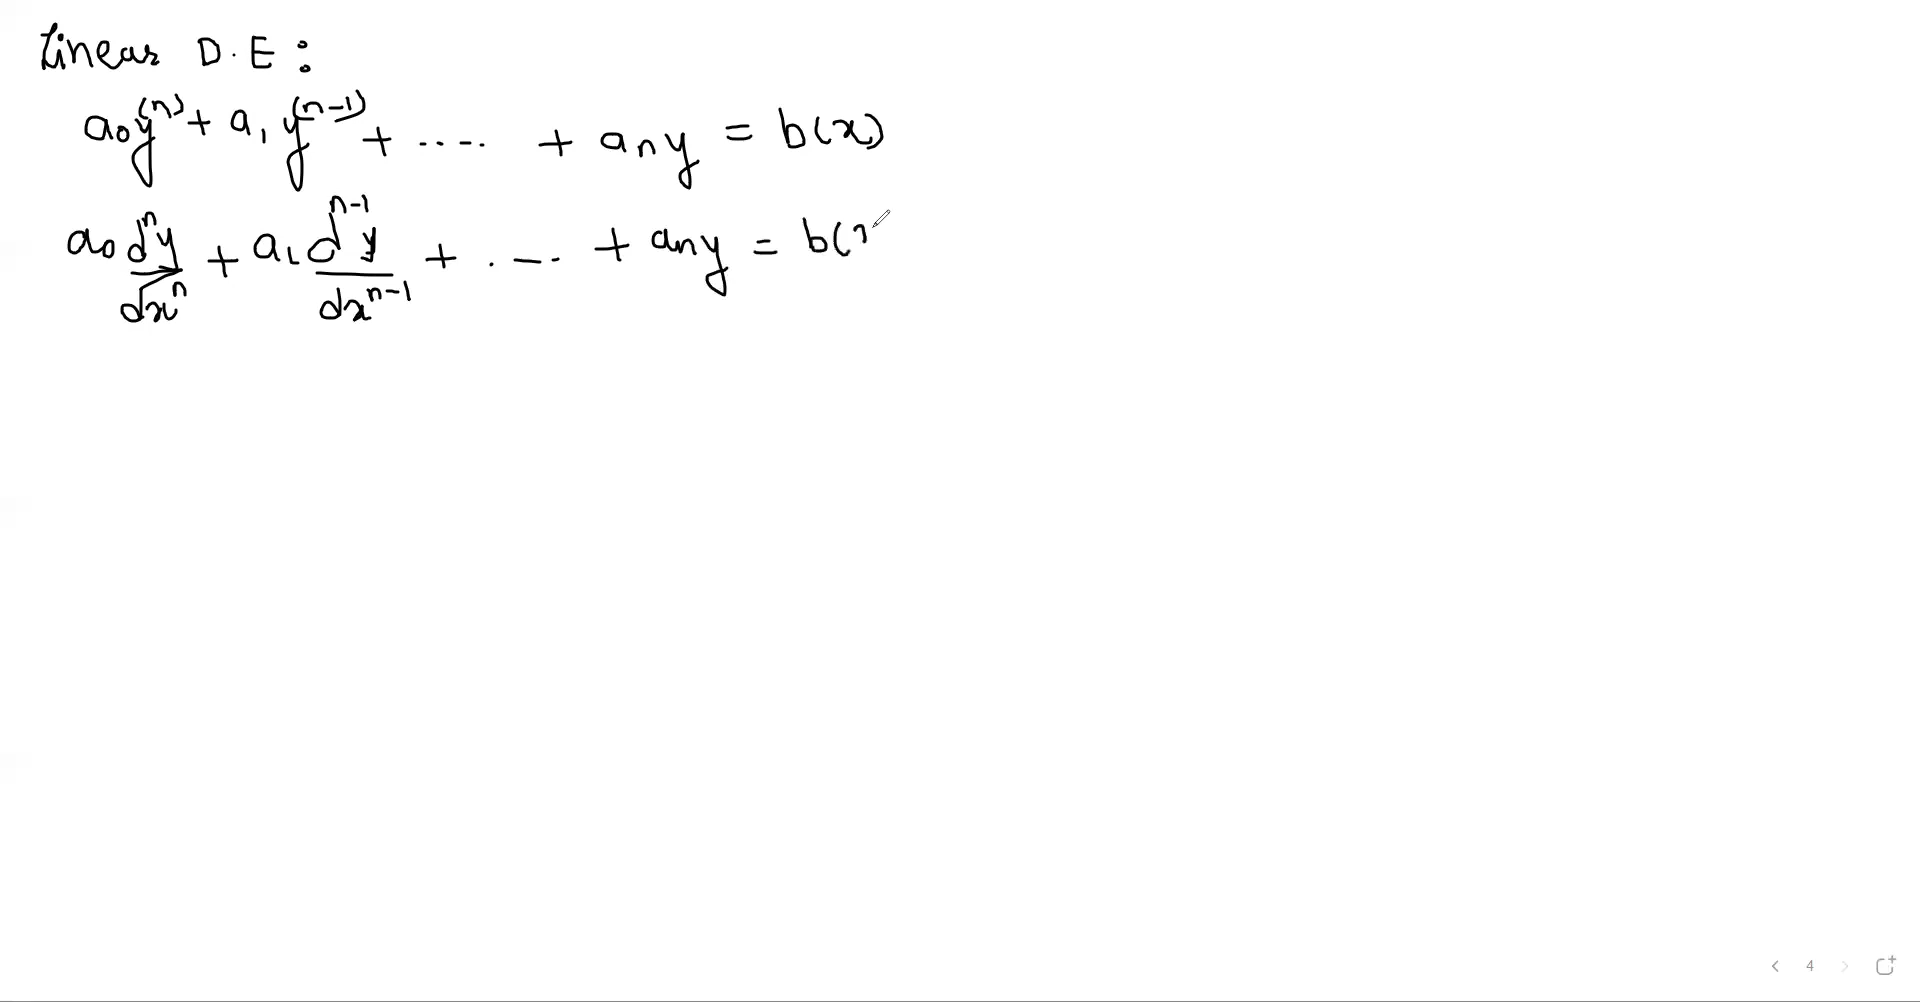 Linear D.E :
a₀y⁽ⁿ⁾ + a₁y⁽ⁿ⁻¹⁾ + ..... + aₙy = b(x)
a₀ dⁿy/dxⁿ + a₁ dⁿ⁻¹y/dxⁿ⁻¹ + . -- . + aₙy = b(
4